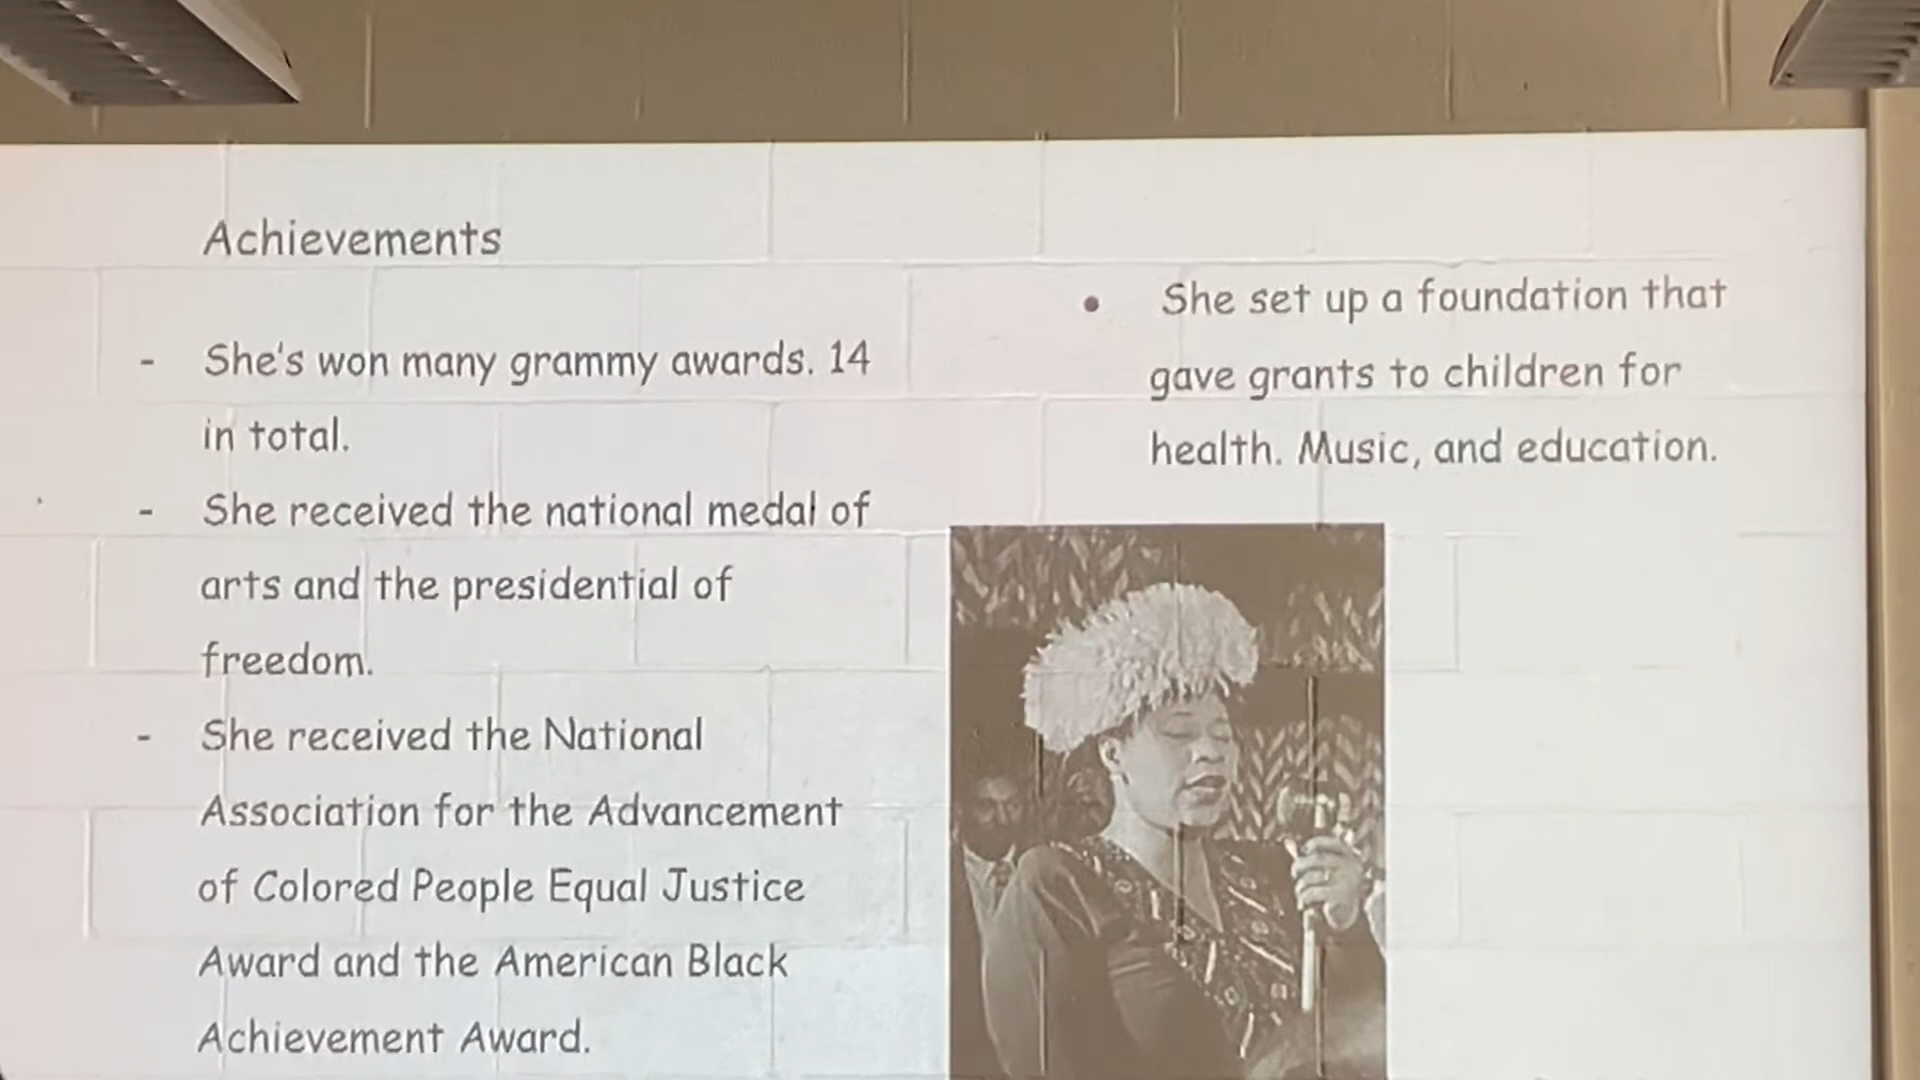 Achievements
- She's won many grammy awards. 14
in total.
- She received the national medal of
arts and the presidential of
freedom.
- She received the National
Association for the Advancement
of Colored People Equal Justice
Award and the American Black
Achievement Award.
• She set up a foundation that
gave grants to children for
health. Music, and education.